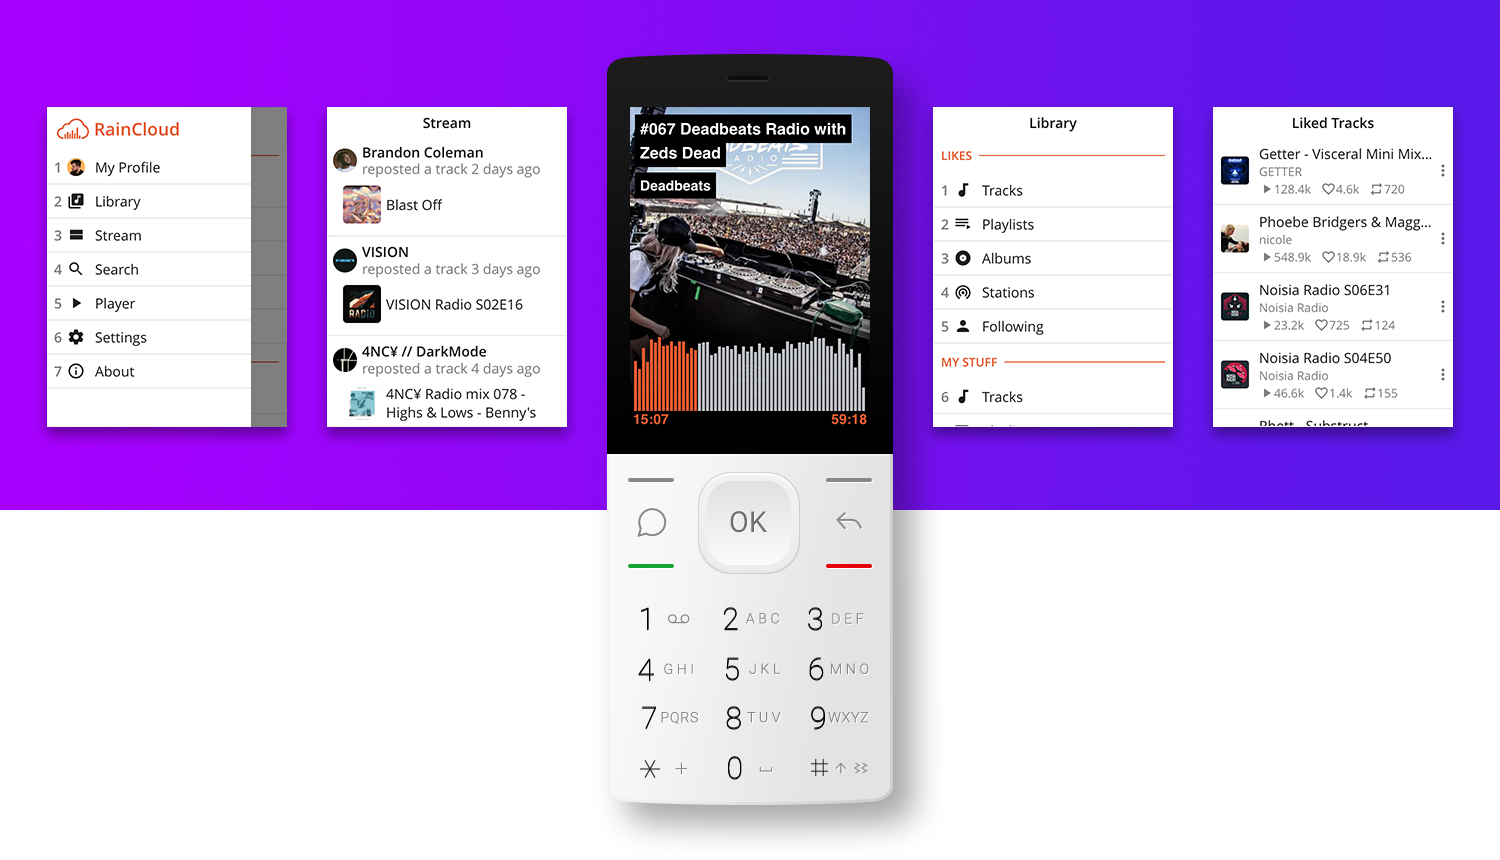 RainCloud
1 My Profile
2 Library
3 Stream
4 Search
5 Player
6 Settings
7 About
Stream
Brandon Coleman
reposted a track 2 days ago
Blast Off
VISION
reposted a track 3 days ago
RADIO
VISION Radio S02E16
4NC¥ // DarkMode
reposted a track 4 days ago
4NC¥ Radio mix 078 -
Highs & Lows - Benny's
#067 Deadbeats Radio with
Zeds Dead
Deadbeats
15:07
59:18
OK
1
2 ABC
3 DEF
4 GHI
5 JKL
6 MNO
7 PQRS
8 TUV
9 WXYZ
* +
0
#
Library
LIKES
1 Tracks
2 Playlists
3 Albums
4 Stations
5 Following
MY STUFF
6 Tracks
Liked Tracks
Getter - Visceral Mini Mix...
GETTER
128.4k 4.6k 720
Phoebe Bridgers & Magg...
nicole
548.9k 18.9k 536
Noisia Radio S06E31
Noisia Radio
23.2k 725 124
Noisia Radio S04E50
Noisia Radio
46.6k 1.4k 155